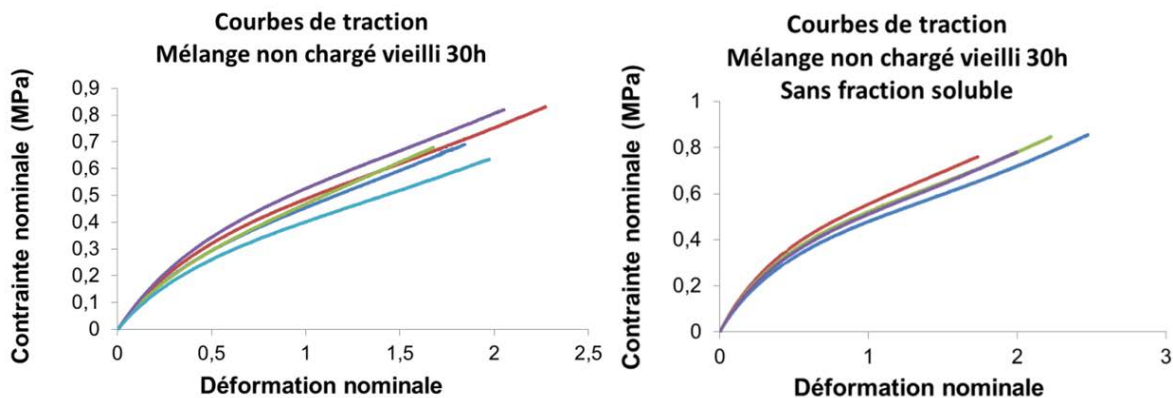 Courbes de traction
Mélange non chargé vieilli 30h
Contrainte nominale (MPa)
0,9
0,8
0,7
0,6
0,5
0,4
0,3
0,2
0,1
0
0
0,5
1
1,5
2
2,5
Déformation nominale
Courbes de traction
Mélange non chargé vieilli 30h
Sans fraction soluble
Contrainte nominale (MPa)
1
0,8
0,6
0,4
0,2
0
0
1
2
3
Déformation nominale